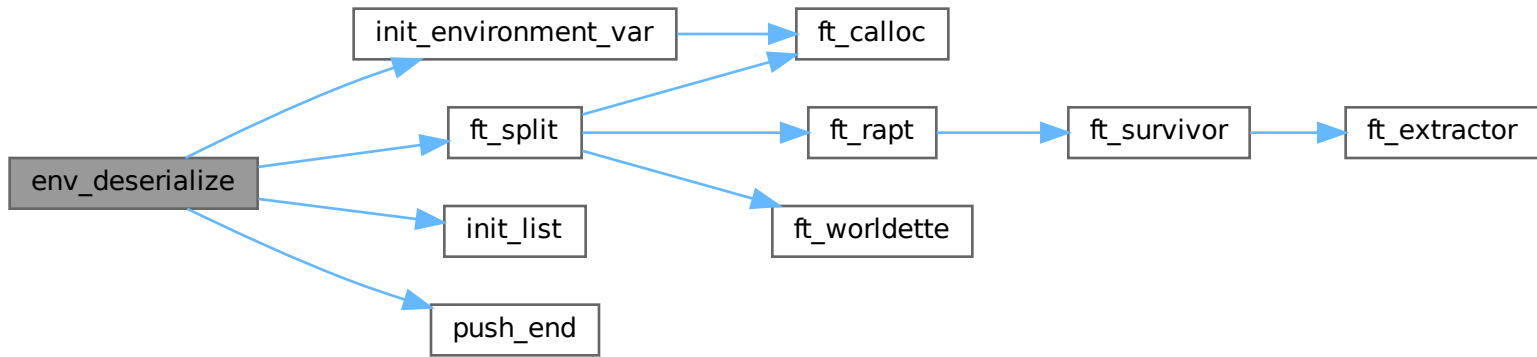 init_environment_var
ft_calloc
ft_split
ft_rapt
ft_survivor
ft_extractor
env_deserialize
init_list
ft_worldette
push_end